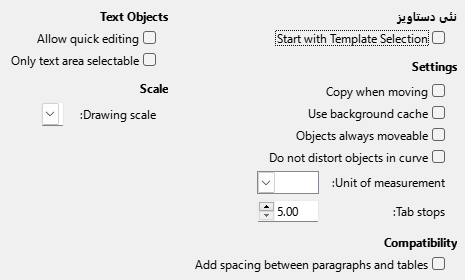 نئی دستاویز
Start with Template Selection
Settings
Copy when moving
Use background cache
Objects always moveable
Do not distort objects in curve
:Unit of measurement
:Tab stops 5.00
Compatibility
Add spacing between paragraphs and tables
Text Objects
Allow quick editing
Only text area selectable
Scale
:Drawing scale